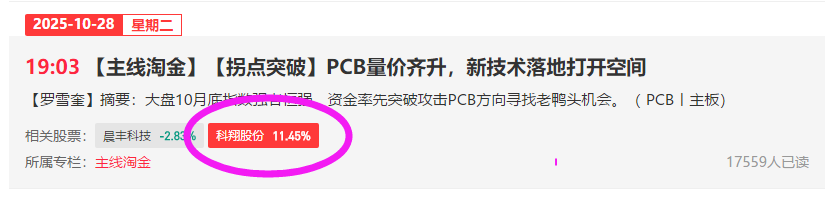 2025-10-28 星期二
19:03 【主线淘金】【拐点突破】PCB量价齐升，新技术落地打开空间
【罗雪奎】摘要：大盘10月底指数强者恒强，资金率先突破攻击PCB方向寻找老鸭头机会。（PCB丨主板）
相关股票： 晨丰科技 -2.83% 科翔股份 11.45%
所属专栏：主线淘金 17559人已读